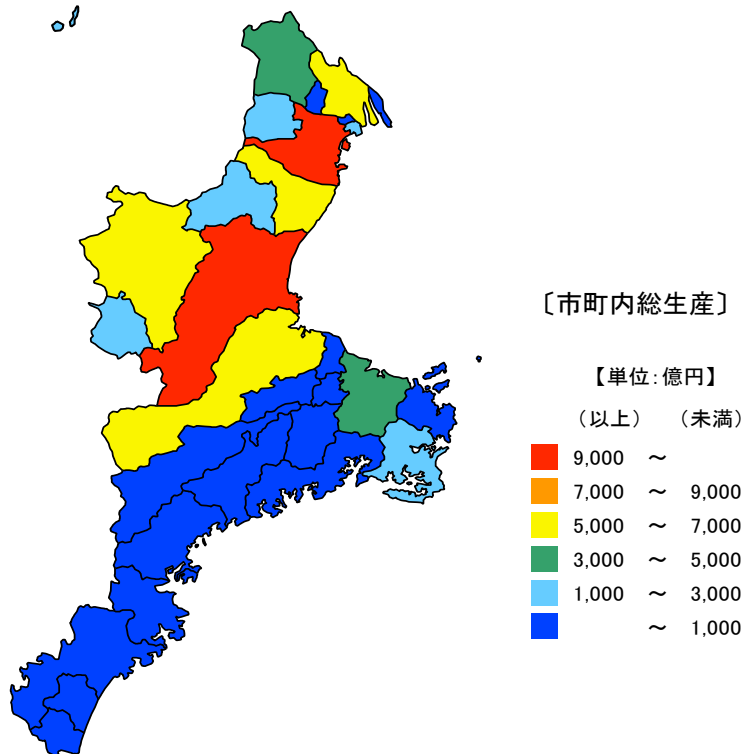 〔市町内総生産〕
【単位：億円】
（以上） （未満）
9,000 ～
7,000 ～ 9,000
5,000 ～ 7,000
3,000 ～ 5,000
1,000 ～ 3,000
～ 1,000